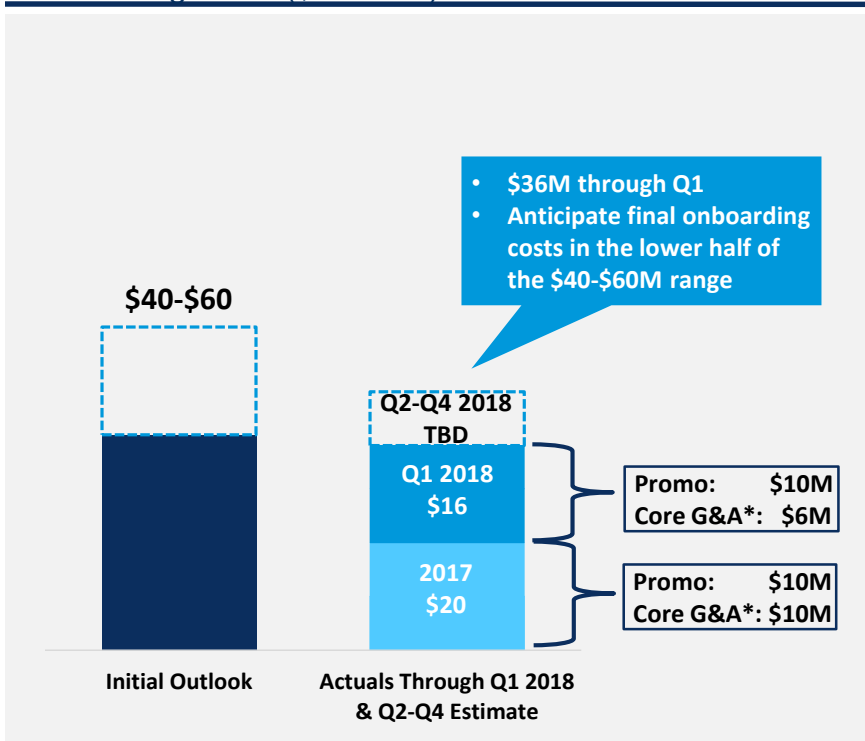 • $36M through Q1
• Anticipate final onboarding
costs in the lower half of
the $40-$60M range
$40-$60
Q2-Q4 2018
TBD
Q1 2018
$16
Promo: $10M
Core G&A*: $6M
2017
$20
Promo: $10M
Core G&A*: $10M
Initial Outlook
Actuals Through Q1 2018
& Q2-Q4 Estimate